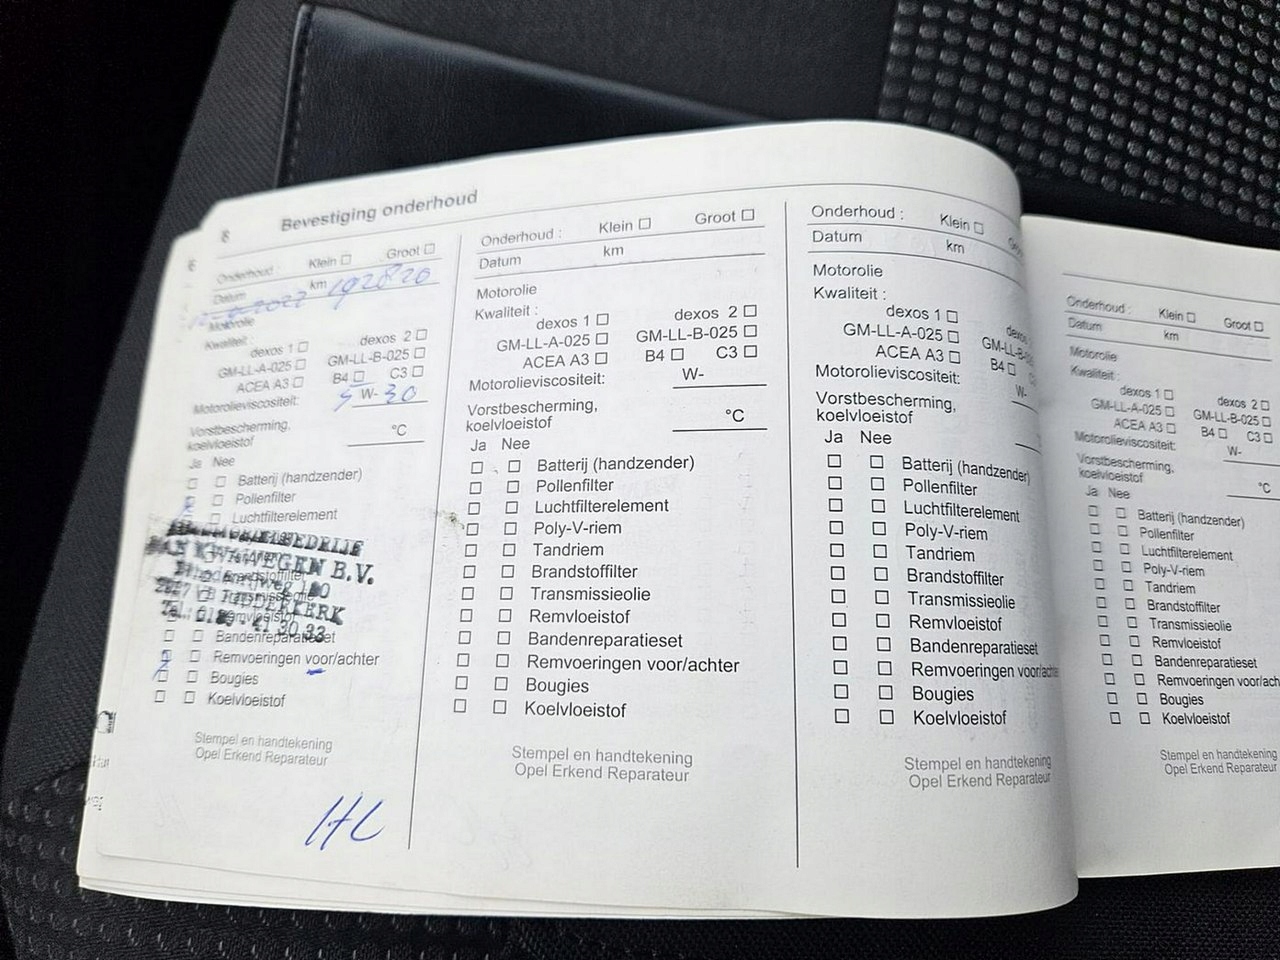 8 Bevestiging onderhoud
6
Onderhoud : Klein Groot
Datum km 192820
Motorolie
Kwaliteit :
dexos 1 dexos 2
GM-LL-A-025 GM-LL-B-025
ACEA A3 B4 C3
Motorolieviscositeit: 5 W- 30
Vorstbescherming,
koelvloeistof °C
Ja Nee
Batterij (handzender)
Pollenfilter
Luchtfilterelement
B.V.
Tel.:
Bandenreparatieset
Remvoeringen voor/achter
Bougies
Koelvloeistof
Stempel en handtekening
Opel Erkend Reparateur
Onderhoud : Klein Groot
Datum km
Motorolie
Kwaliteit :
dexos 1 dexos 2
GM-LL-A-025 GM-LL-B-025
ACEA A3 B4 C3
Motorolieviscositeit: W-
Vorstbescherming,
koelvloeistof °C
Ja Nee
Batterij (handzender)
Pollenfilter
Luchtfilterelement
Poly-V-riem
Tandriem
Brandstoffilter
Transmissieolie
Remvloeistof
Bandenreparatieset
Remvoeringen voor/achter
Bougies
Koelvloeistof
Stempel en handtekening
Opel Erkend Reparateur
Onderhoud : Klein
Datum km
Motorolie
Kwaliteit :
dexos 1 dexos
GM-LL-A-025 GM-LL-B-
ACEA A3 B4
Motorolieviscositeit: W-
Vorstbescherming,
koelvloeistof
Ja Nee
Batterij (handzender)
Pollenfilter
Luchtfilterelement
Poly-V-riem
Tandriem
Brandstoffilter
Transmissieolie
Remvloeistof
Bandenreparatieset
Remvoeringen voor/achter
Bougies
Koelvloeistof
Stempel en handtekening
Opel Erkend Reparateur
Onderhoud : Klein Groot
Datum km
Motorolie
Kwaliteit :
dexos 1 dexos 2
GM-LL-A-025 GM-LL-B-025
ACEA A3 B4 C3
Motorolieviscositeit: W-
Vorstbescherming,
koelvloeistof °C
Ja Nee
Batterij (handzender)
Pollenfilter
Luchtfilterelement
Poly-V-riem
Tandriem
Brandstoffilter
Transmissieolie
Remvloeistof
Bandenreparatieset
Remvoeringen voor/ach
Bougies
Koelvloeistof
Stempel en handtekening
Opel Erkend Reparateur